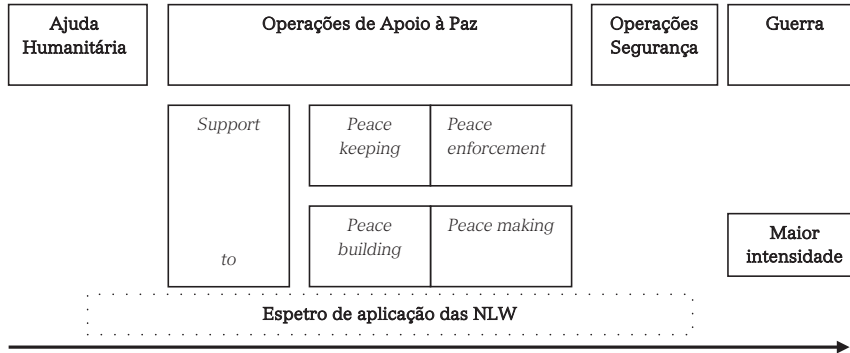 Ajuda
Humanitária
Operações de Apoio à Paz
Operações
Segurança
Guerra
Support
to
Peace
keeping
Peace
enforcement
Peace
building
Peace making
Maior
intensidade
Espetro de aplicação das NLW